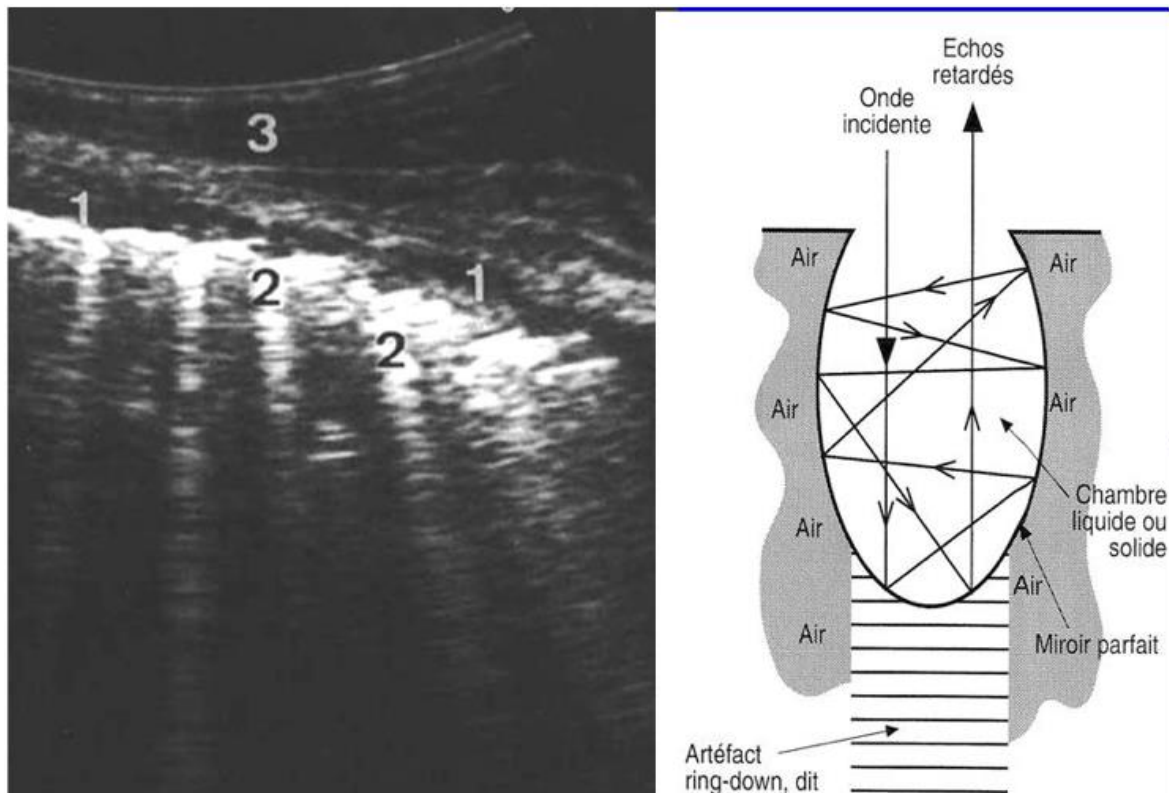 3
1
2
1
2
Echos
retardés
Onde
incidente
Air
Air
Air
Air
Chambre
liquide ou
solide
Air
Air
Air
Miroir parfait
Artéfact
ring-down, dit